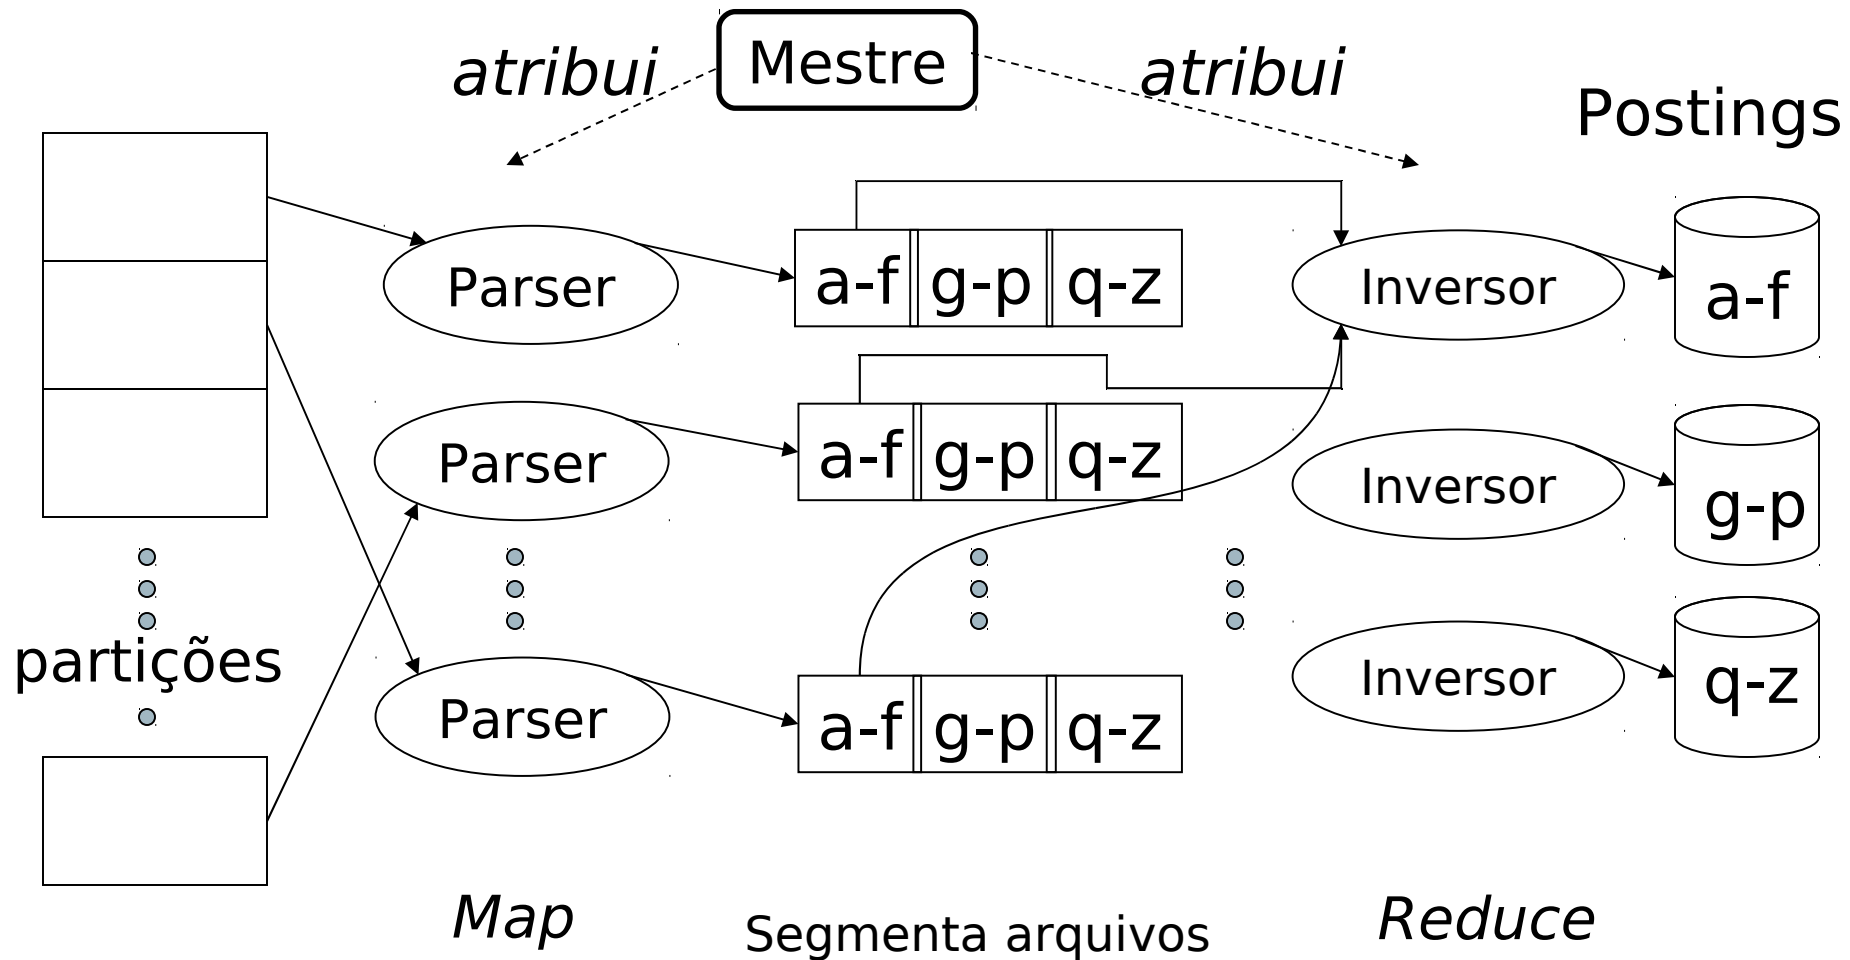 Mestre
atribui
atribui
Postings
Parser
a-f g-p q-z
Inversor
a-f
Parser
a-f g-p q-z
Inversor
g-p
partições
Parser
a-f g-p q-z
Inversor
q-z
Map
Segmenta arquivos
Reduce